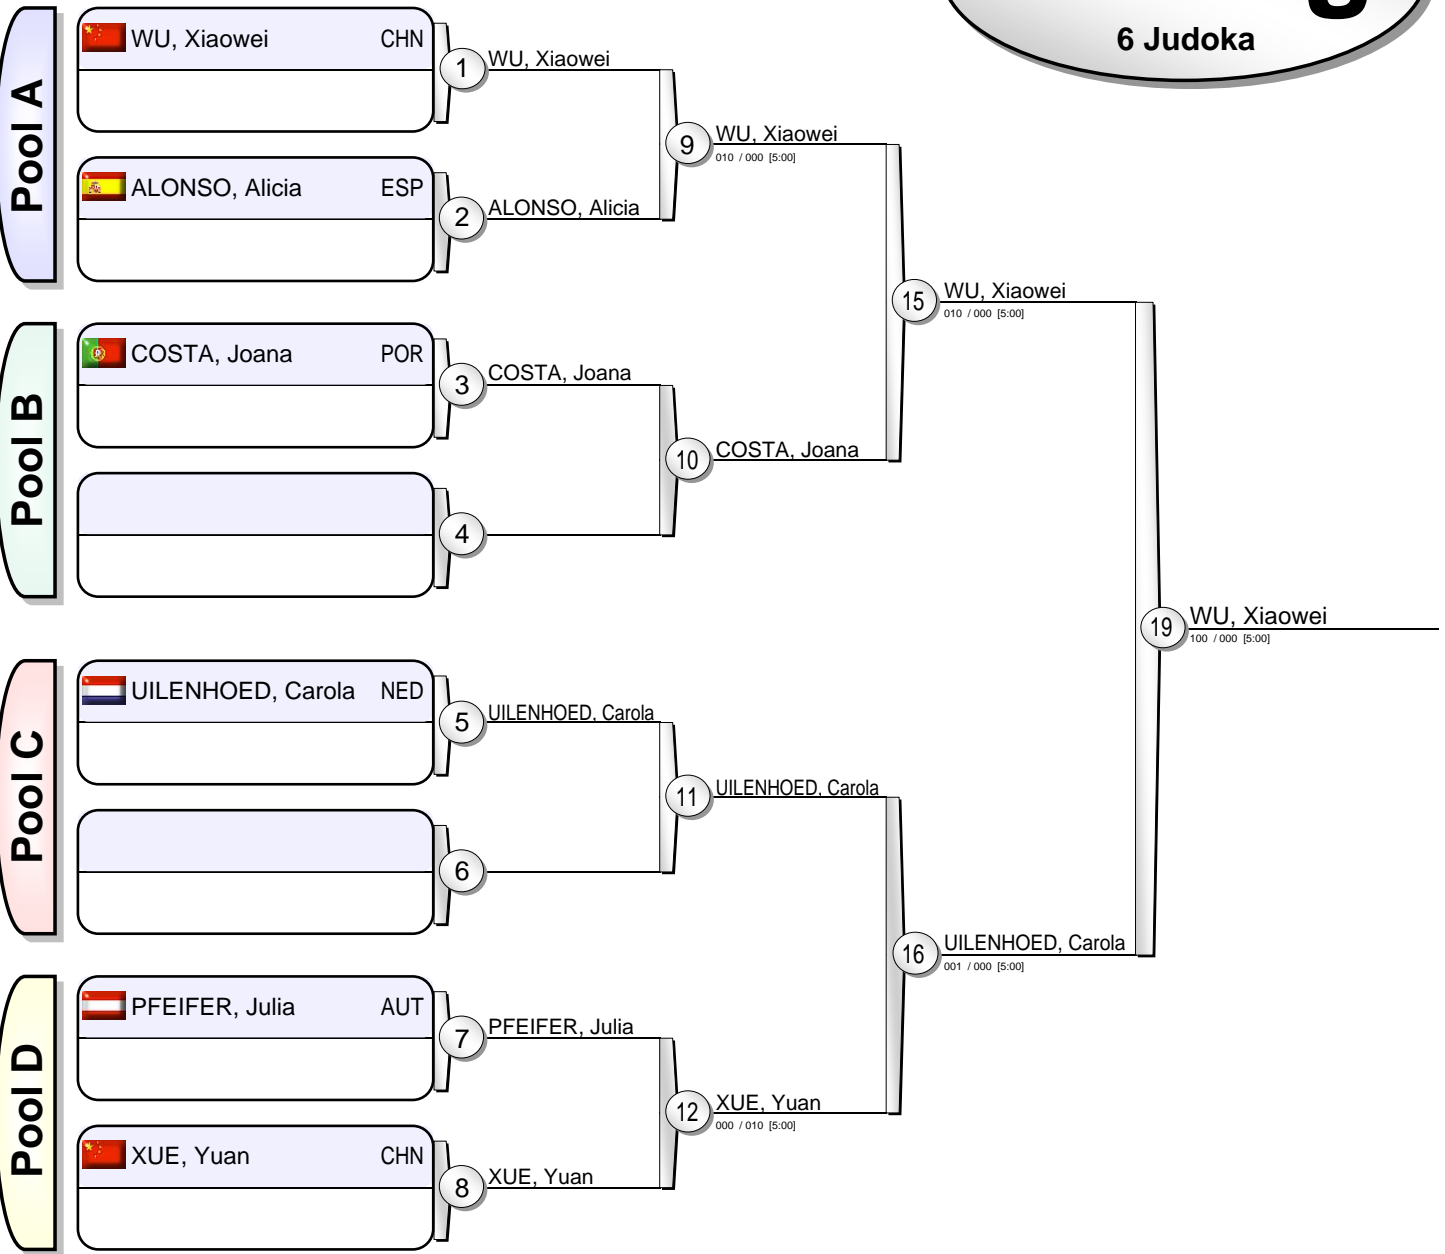 6 Judoka
Pool A
WU, Xiaowei CHN
1
WU, Xiaowei
ALONSO, Alicia ESP
2
ALONSO, Alicia
9
WU, Xiaowei
010 / 000 [5:00]
Pool B
COSTA, Joana POR
3
COSTA, Joana
4
10
COSTA, Joana
15
WU, Xiaowei
010 / 000 [5:00]
Pool C
UILENHOED, Carola NED
5
UILENHOED, Carola
6
11
UILENHOED, Carola
Pool D
PFEIFER, Julia AUT
7
PFEIFER, Julia
XUE, Yuan CHN
8
XUE, Yuan
12
XUE, Yuan
000 / 010 [5:00]
16
UILENHOED, Carola
001 / 000 [5:00]
19
WU, Xiaowei
100 / 000 [5:00]